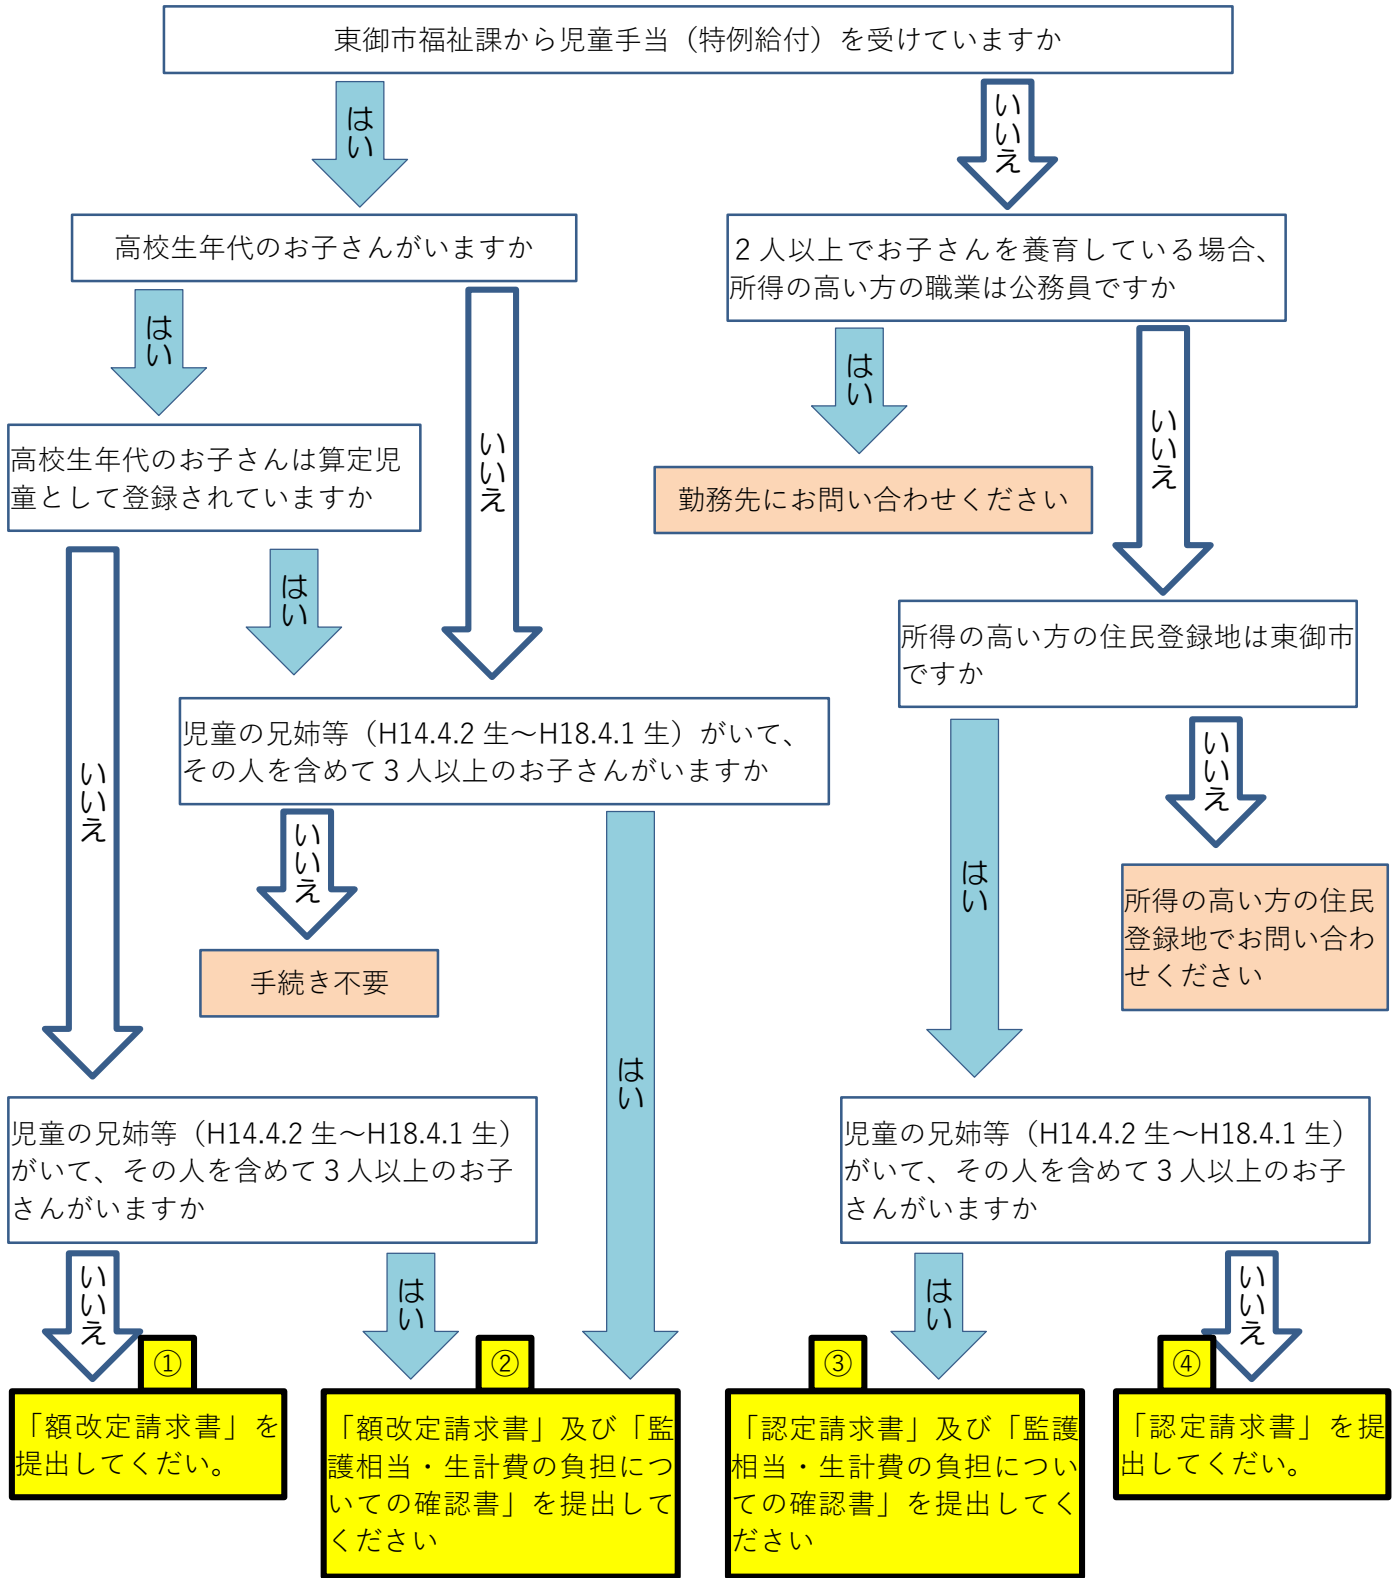 東御市福祉課から児童手当（特例給付）を受けていますか
はい
いいえ
高校生年代のお子さんがいますか
２人以上でお子さんを養育している場合、
所得の高い方の職業は公務員ですか
はい
いいえ
はい
いいえ
高校生年代のお子さんは算定児
童として登録されていますか
勤務先にお問い合わせください
いいえ
はい
所得の高い方の住民登録地は東御市
ですか
児童の兄姉等（H14.4.2 生～H18.4.1 生）がいて、
その人を含めて３人以上のお子さんがいますか
はい
いいえ
いいえ
はい
所得の高い方の住民
登録地でお問い合わ
せください
手続き不要
児童の兄姉等（H14.4.2 生～H18.4.1 生）
がいて、その人を含めて３人以上のお子
さんがいますか
児童の兄姉等（H14.4.2 生～H18.4.1 生）
がいて、その人を含めて３人以上のお子
さんがいますか
いいえ
はい
はい
いいえ
①
「額改定請求書」を
提出してくだい。
②
「額改定請求書」及び「監
護相当・生計費の負担につ
いての確認書」を提出して
ください
③
「認定請求書」及び「監護
相当・生計費の負担につい
ての確認書」を提出してく
ださい
④
「認定請求書」を提
出してくだい。